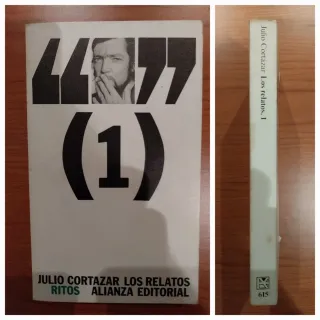 “ ”
(1)
JULIO CORTAZAR LOS RELATOS
RITOS ALIANZA EDITORIAL
Julio Cortázar Los relatos, 1
615